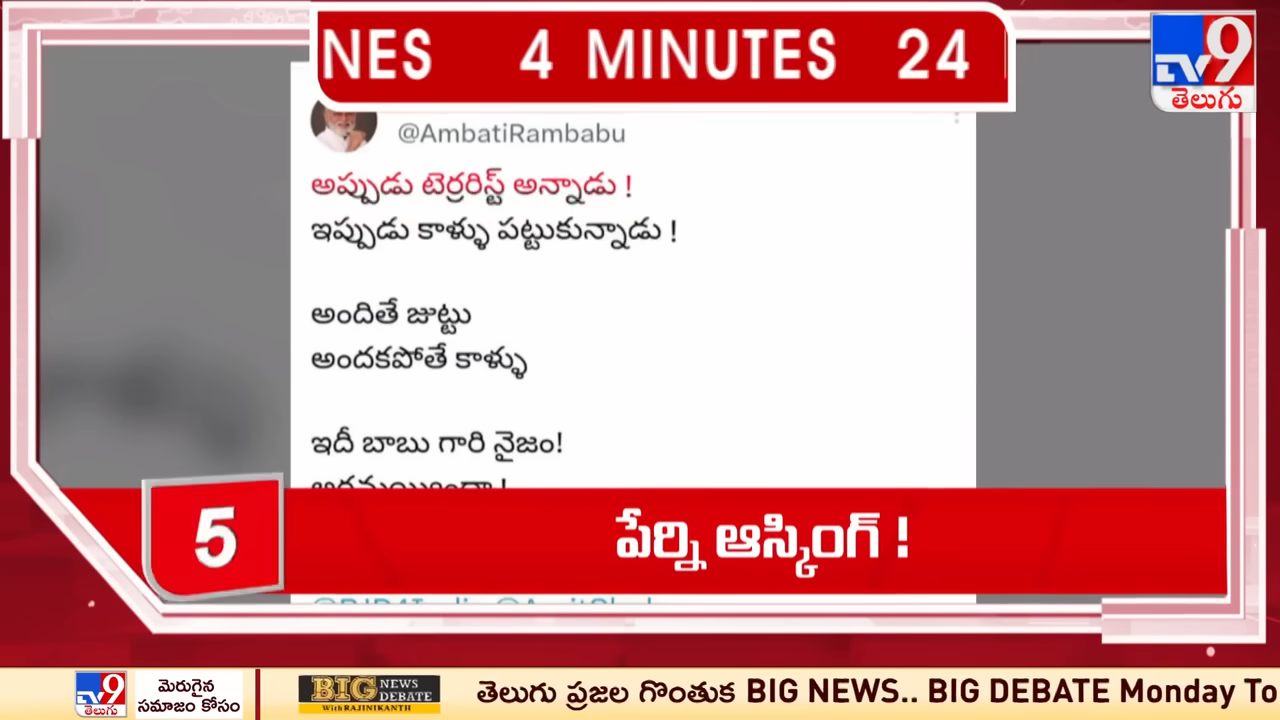 NES 4 MINUTES 24
TV9
తెలుగు
@AmbatiRambabu
అప్పుడు టెర్రరిస్ట్ అన్నాడు !
ఇప్పుడు కాళ్ళు పట్టుకున్నాడు !
అందితే జుట్టు
అందకపోతే కాళ్ళు
ఇదీ బాబు గారి నైజం!
5
పేర్ని ఆస్కింగ్ !
TV9
తెలుగు
మెరుగైన
సమాజం కోసం
BIG NEWS DEBATE
With RAJINIKANTH
తెలుగు ప్రజల గొంతుక BIG NEWS.. BIG DEBATE Monday To